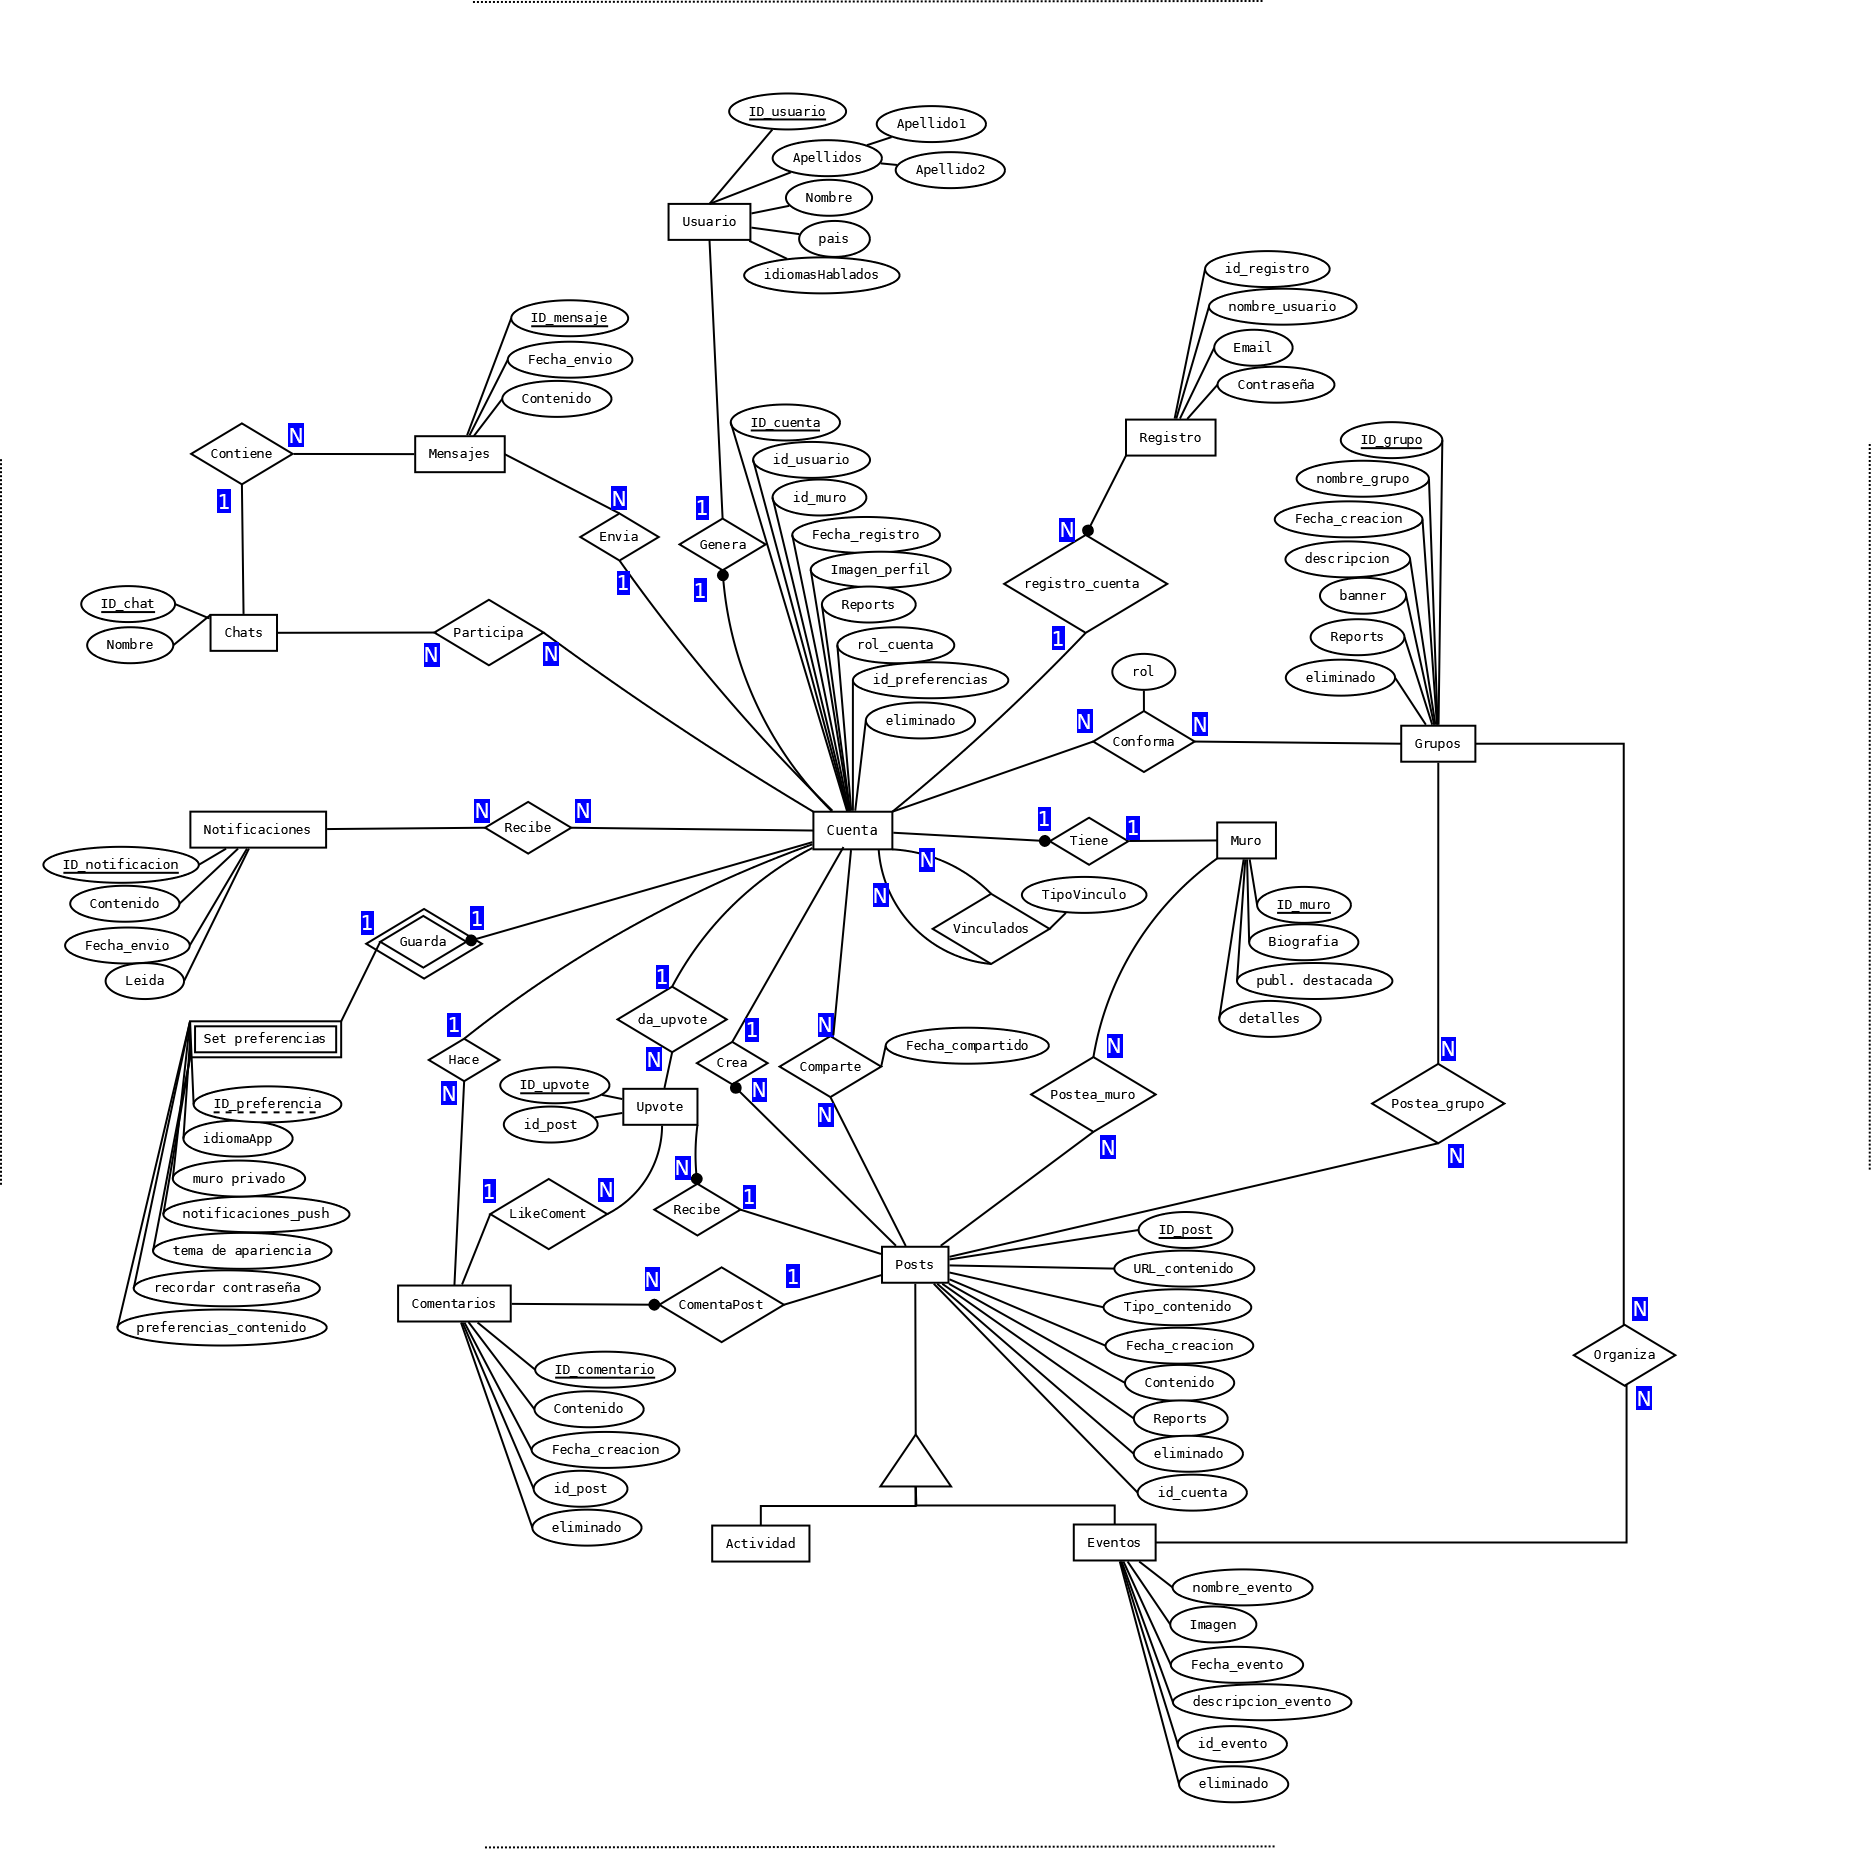 ID_usuario
Apellidos
Apellido1
Apellido2
Nombre
Usuario
pais
idiomasHablados
id_registro
nombre_usuario
Email
Contraseña
Registro
ID_mensaje
Fecha_envio
Contenido
Mensajes
Contiene
N
1
N
Envia
1
1
Genera
1
ID_cuenta
id_usuario
id_muro
Fecha_registro
Imagen_perfil
Reports
rol_cuenta
id_preferencias
eliminado
N
registro_cuenta
1
ID_grupo
nombre_grupo
Fecha_creacion
descripcion
banner
Reports
eliminado
Grupos
ID_chat
Nombre
Chats
N
Participa
N
rol
N
Conforma
N
Notificaciones
N
Recibe
N
Cuenta
1
Tiene
1
Muro
ID_notificacion
Contenido
Fecha_envio
Leida
1
Guarda
1
N
N
Vinculados
TipoVinculo
ID_muro
Biografia
publ. destacada
detalles
Set preferencias
ID_preferencia
idiomaApp
muro privado
notificaciones_push
tema de apariencia
recordar contraseña
preferencias_contenido
1
Hace
N
1
da_upvote
N
1
Crea
N
N
Comparte
N
Fecha_compartido
N
Postea_muro
N
N
Postea_grupo
N
ID_upvote
id_post
Upvote
1
LikeComent
N
N
Recibe
1
Comentarios
N
ComentaPost
1
Posts
ID_post
URL_contenido
Tipo_contenido
Fecha_creacion
Contenido
Reports
eliminado
id_cuenta
N
Organiza
N
ID_comentario
Contenido
Fecha_creacion
id_post
eliminado
Actividad
Eventos
nombre_evento
Imagen
Fecha_evento
descripcion_evento
id_evento
eliminado